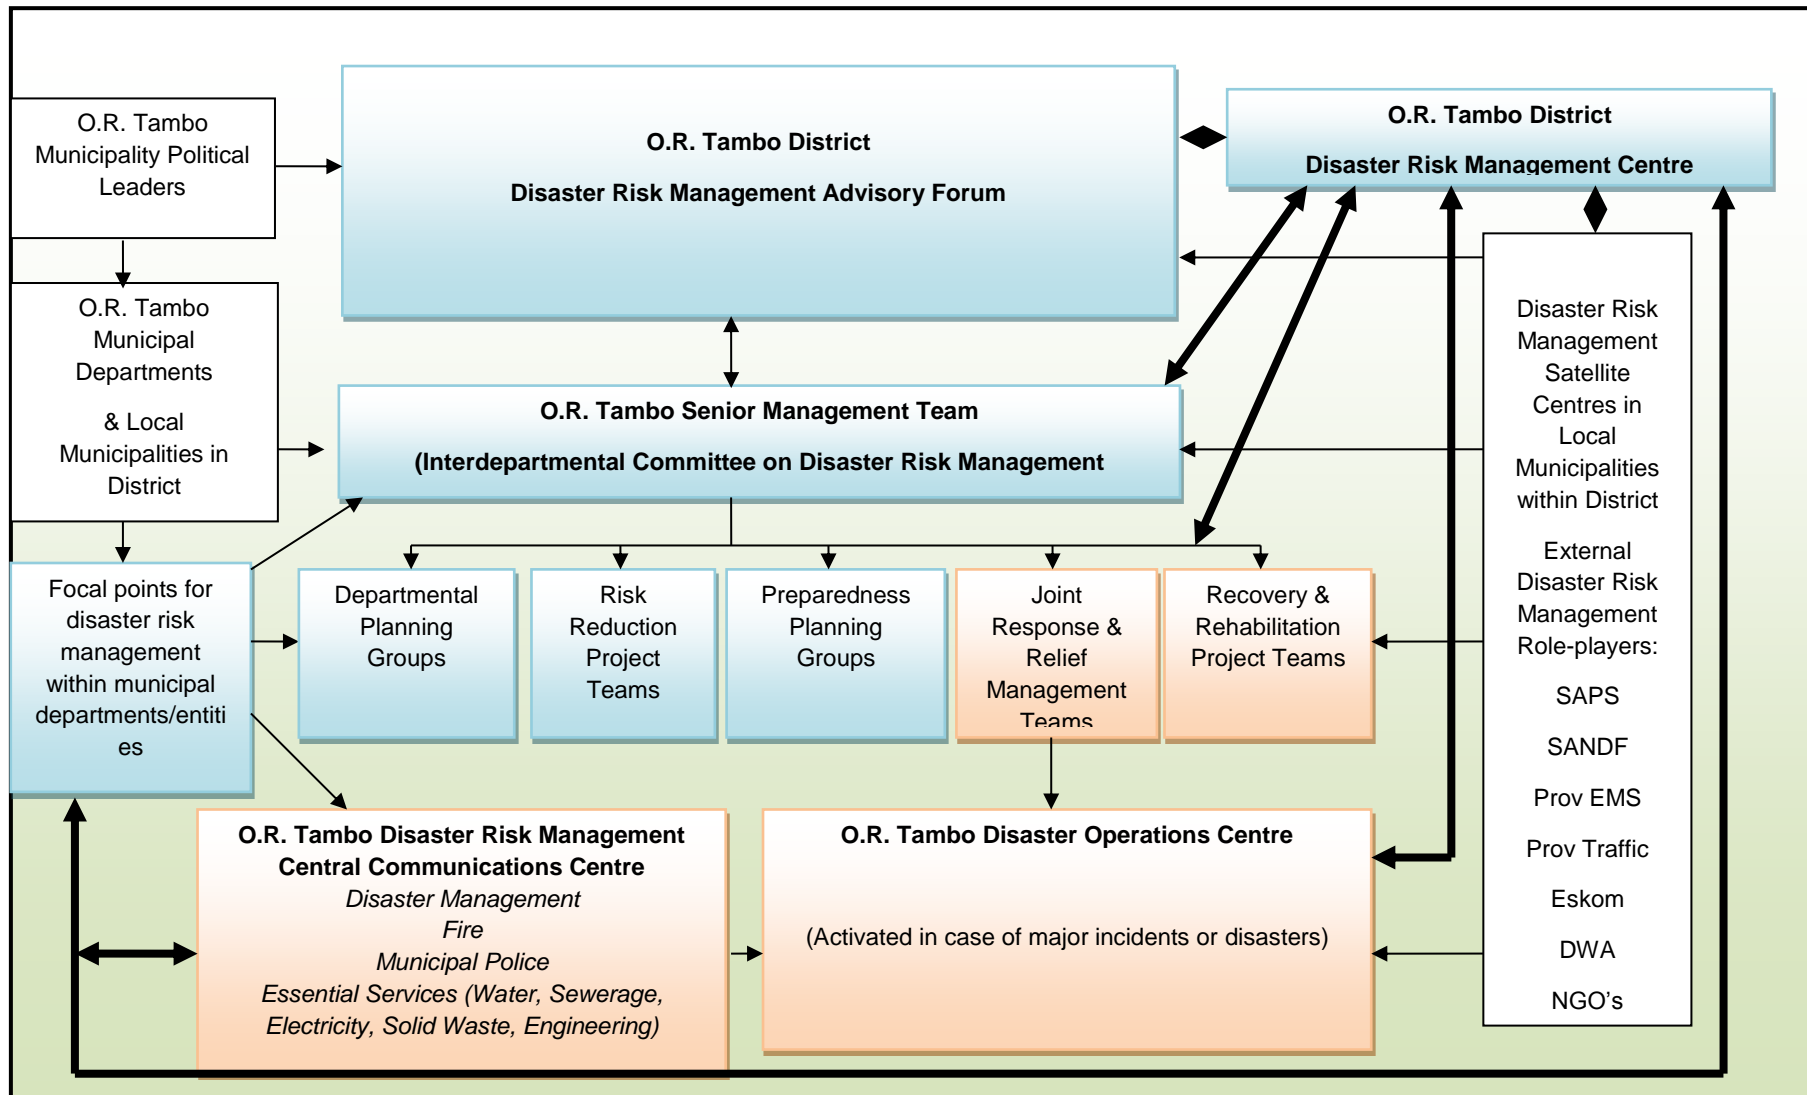 O.R. Tambo
Municipality Political
Leaders
O.R. Tambo District
Disaster Risk Management Advisory Forum
O.R. Tambo District
Disaster Risk Management Centre
O.R. Tambo
Municipal
Departments
& Local
Municipalities in
District
O.R. Tambo Senior Management Team
(Interdepartmental Committee on Disaster Risk Management
Disaster Risk
Management
Satellite
Centres in
Local
Municipalities
within District
External
Disaster Risk
Management
Role-players:
SAPS
SANDF
Prov EMS
Prov Traffic
Eskom
DWA
NGO’s
Focal points for
disaster risk
management
within municipal
departments/entiti
es
Departmental
Planning
Groups
Risk
Reduction
Project
Teams
Preparedness
Planning
Groups
Joint
Response &
Relief
Management
Teams
Recovery &
Rehabilitation
Project Teams
O.R. Tambo Disaster Risk Management
Central Communications Centre
Disaster Management
Fire
Municipal Police
Essential Services (Water, Sewerage,
Electricity, Solid Waste, Engineering)
O.R. Tambo Disaster Operations Centre
(Activated in case of major incidents or disasters)